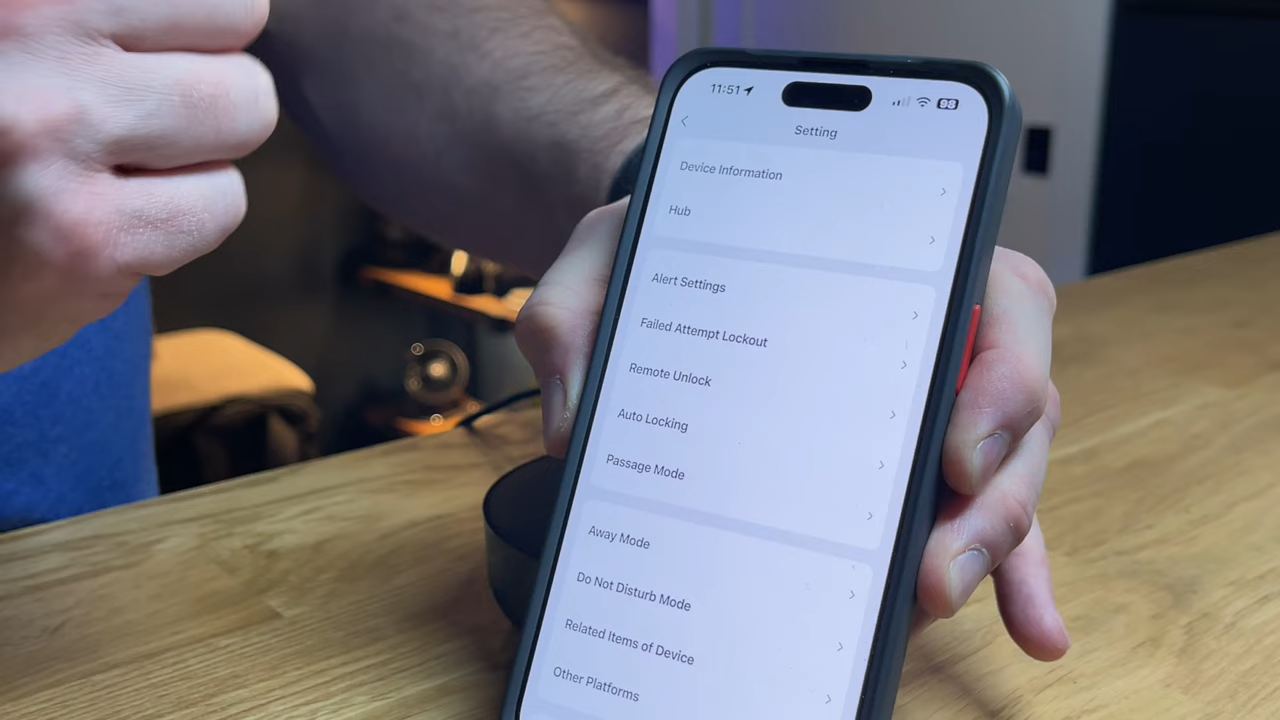 11:51
88
Setting
Device Information
Hub
Alert Settings
Failed Attempt Lockout
Remote Unlock
Auto Locking
Passage Mode
Away Mode
Do Not Disturb Mode
Related Items of Device
Other Platforms